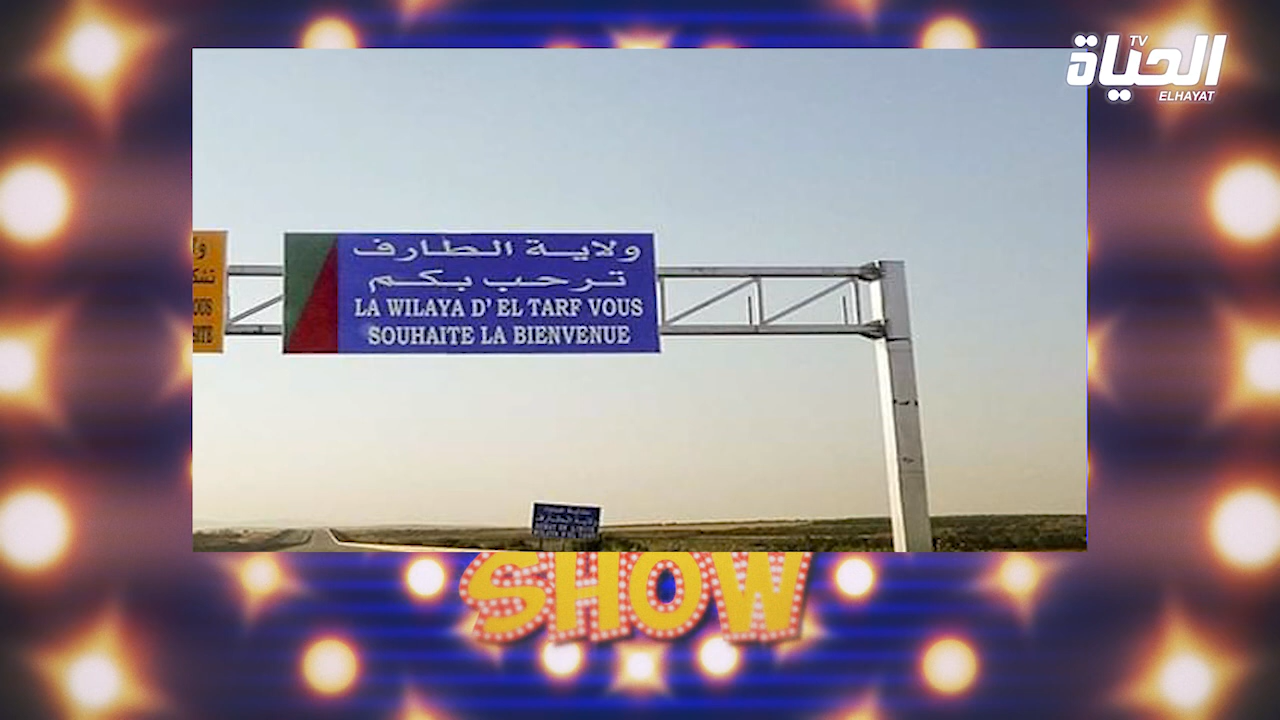 TV
الحياة
ELHAYAT
ولاية الطارف
ترحب بكم
LA WILAYA D' EL TARF VOUS
SOUHAITE LA BIENVENUE
SHOW